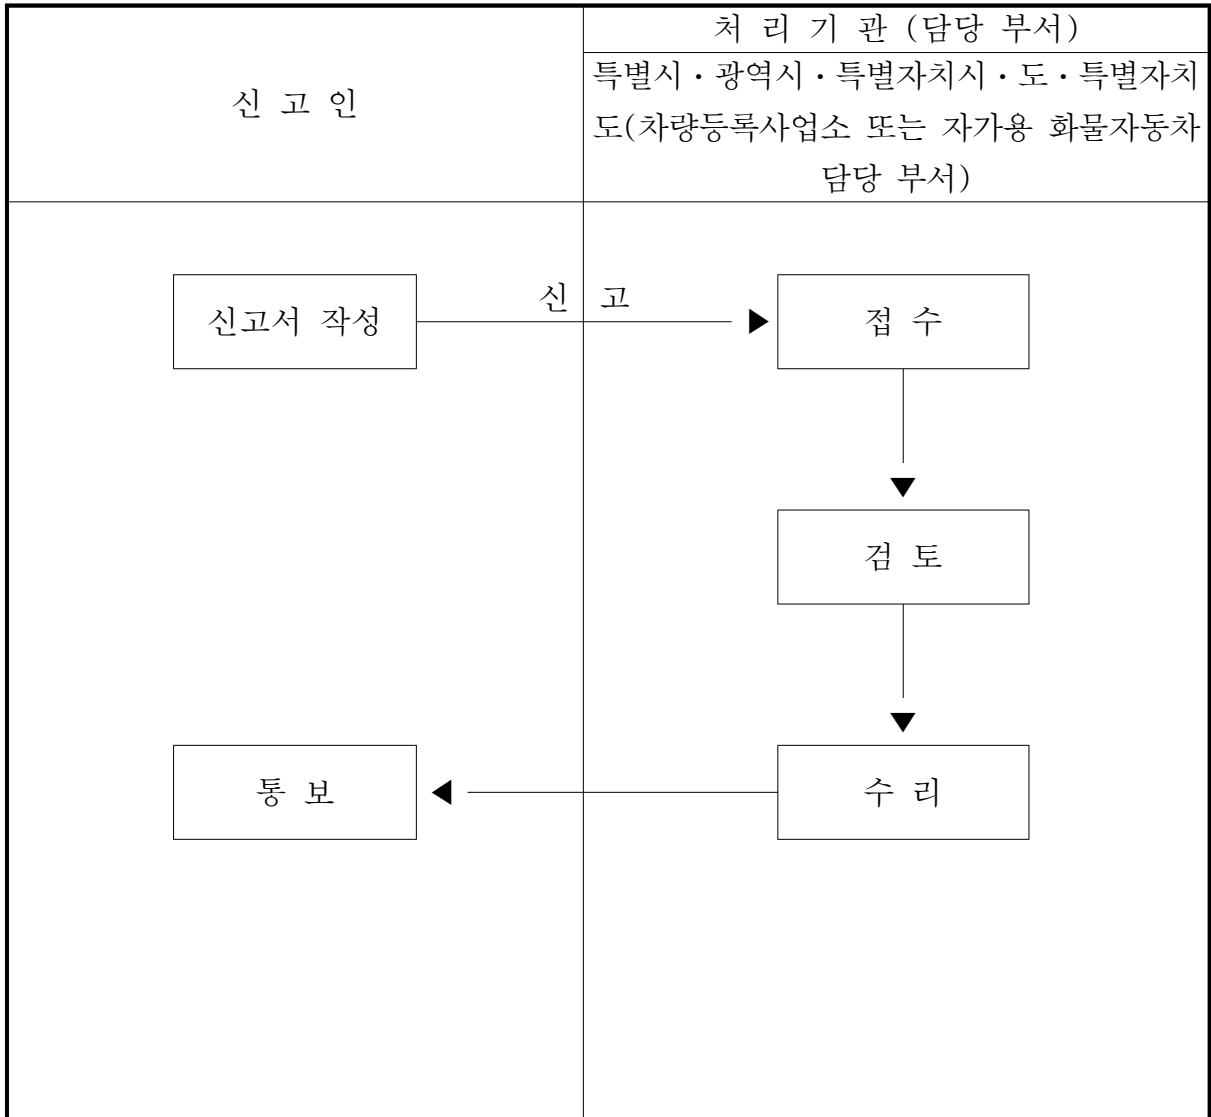 처 리 기 관 (담당 부서)
신 고 인
특별시·광역시·특별자치시·도·특별자치
도(차량등록사업소 또는 자가용 화물자동차
담당 부서)
신고서 작성
신 고
접 수
검 토
통 보
수 리